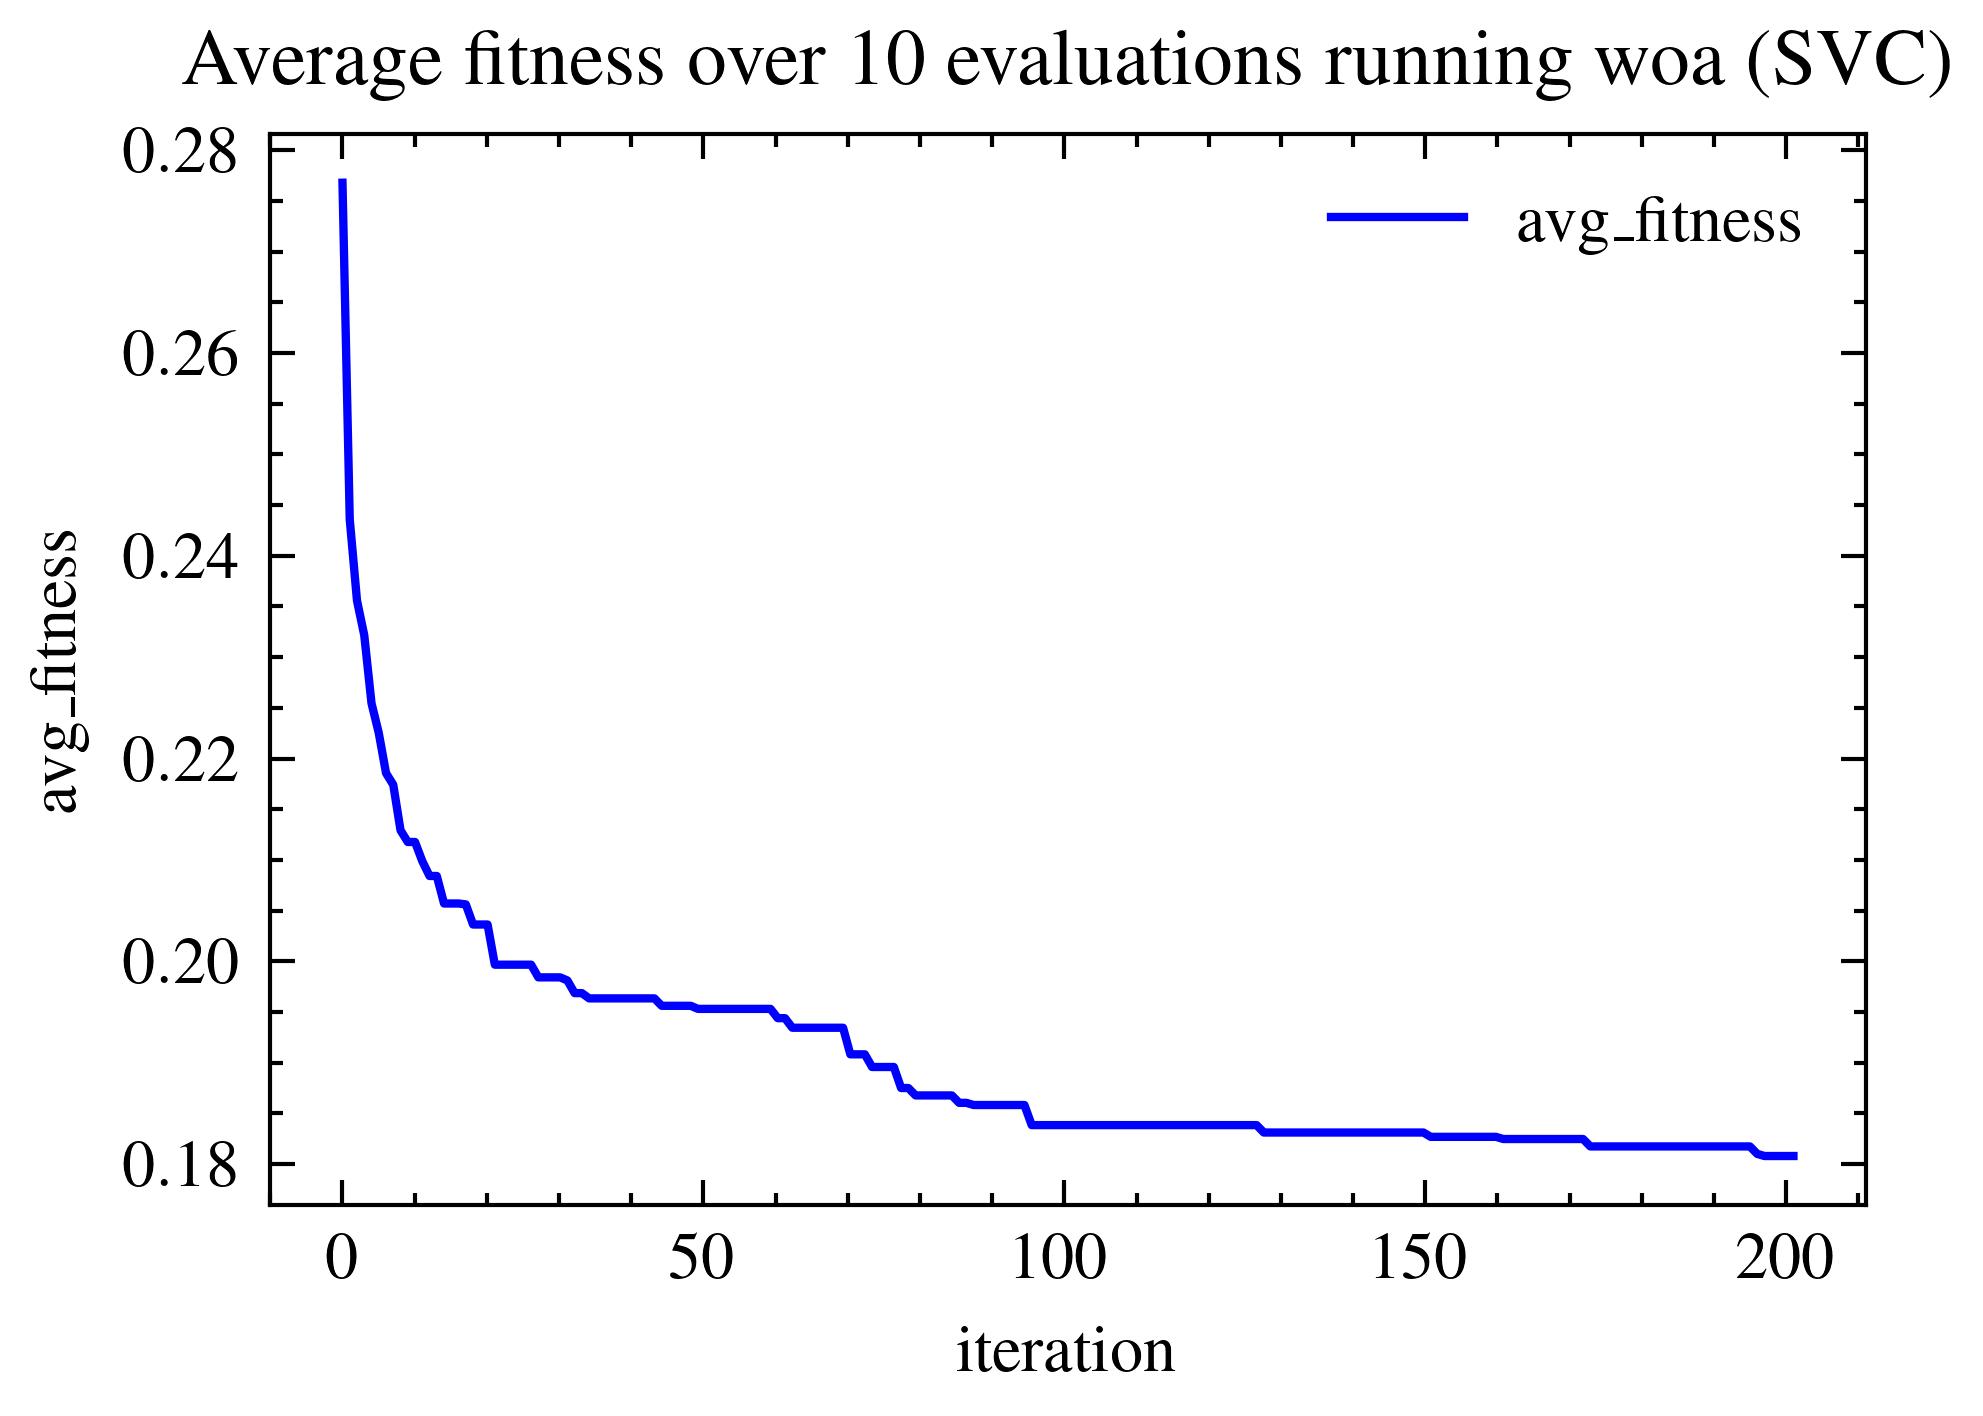 Average fitness over 10 evaluations running woa (SVC)
avg_fitness
0.28
0.26
0.24
0.22
0.20
0.18
avg_fitness
0 50 100 150 200
iteration